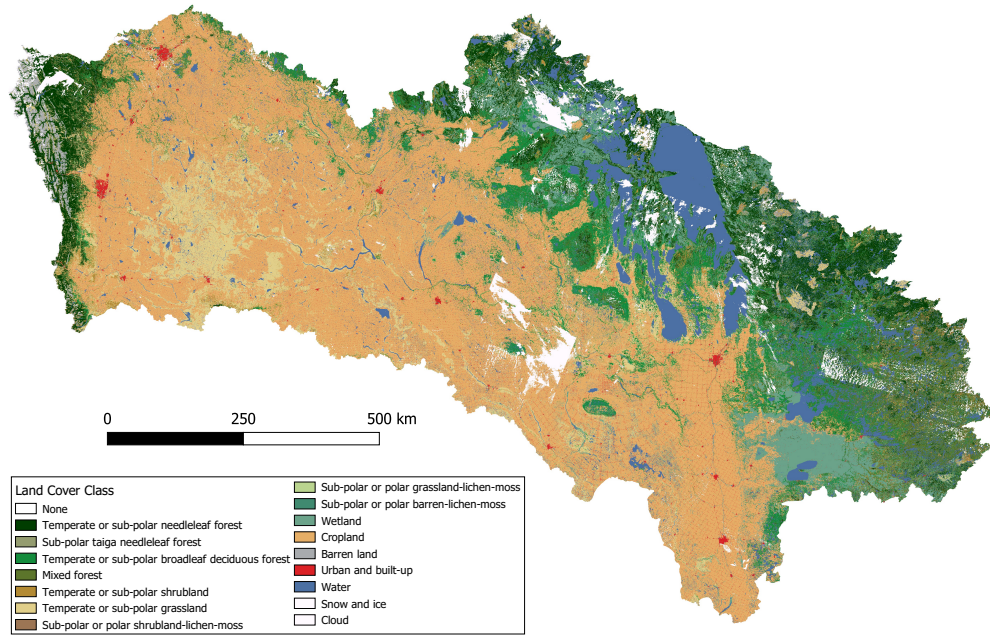 0 250 500 km
Land Cover Class
None
Temperate or sub-polar needleleaf forest
Sub-polar taiga needleleaf forest
Temperate or sub-polar broadleaf deciduous forest
Mixed forest
Temperate or sub-polar shrubland
Temperate or sub-polar grassland
Sub-polar or polar shrubland-lichen-moss
Sub-polar or polar grassland-lichen-moss
Sub-polar or polar barren-lichen-moss
Wetland
Cropland
Barren land
Urban and built-up
Water
Snow and ice
Cloud